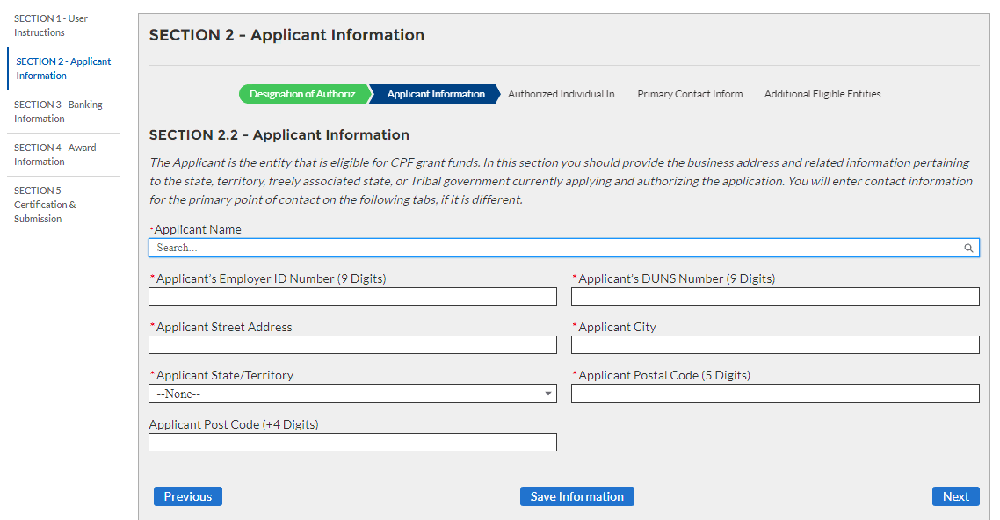 SECTION 1 - User
Instructions
SECTION 2 - Applicant
Information
SECTION 3 - Banking
Information
SECTION 4 - Award
Information
SECTION 5 -
Certification &
Submission
SECTION 2 - Applicant Information
Designation of Authoriz... Applicant Information Authorized Individual In... Primary Contact Inform... Additional Eligible Entities
SECTION 2.2 - Applicant Information
The Applicant is the entity that is eligible for CPF grant funds. In this section you should provide the business address and related information pertaining
to the state, territory, freely associated state, or Tribal government currently applying and authorizing the application. You will enter contact information
for the primary point of contact on the following tabs, if it is different.
*Applicant Name
Search...
*Applicant's Employer ID Number (9 Digits) *Applicant's DUNS Number (9 Digits)
*Applicant Street Address *Applicant City
*Applicant State/Territory *Applicant Postal Code (5 Digits)
--None--
Applicant Post Code (+4 Digits)
Previous Save Information Next